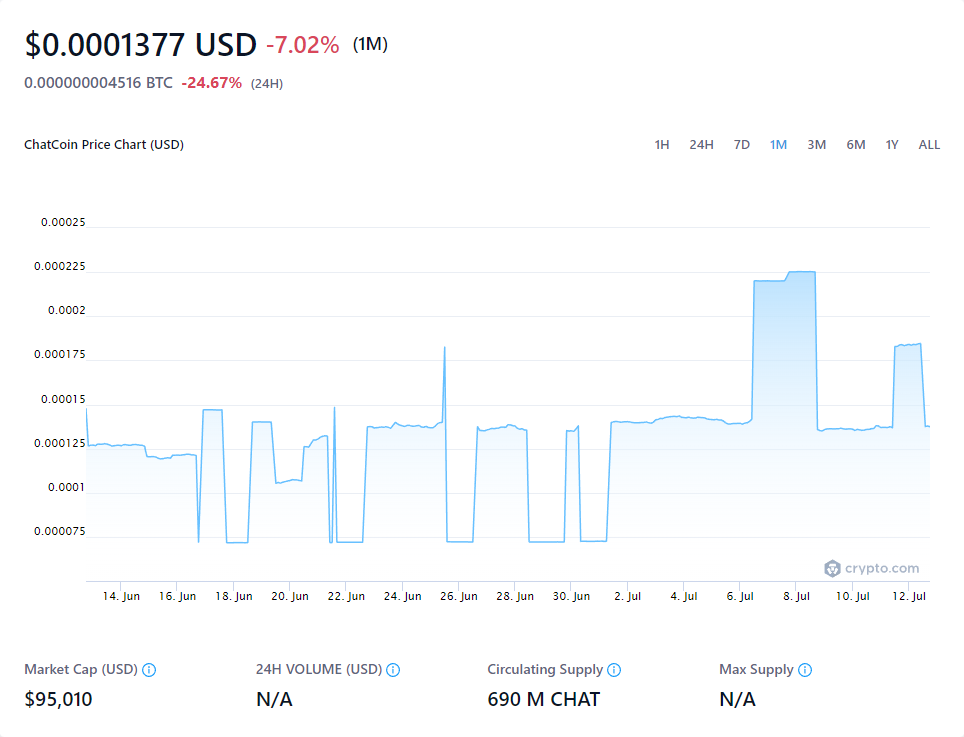 $0.0001377 USD -7.02% (1M)
0.000000004516 BTC -24.67% (24H)
ChatCoin Price Chart (USD) 1H 24H 7D 1M 3M 6M 1Y ALL
0.00025
0.000225
0.0002
0.000175
0.00015
0.000125
0.0001
0.000075
crypto.com
14. Jun 16. Jun 18. Jun 20. Jun 22. Jun 24. Jun 26. Jun 28. Jun 30. Jun 2. Jul 4. Jul 6. Jul 8. Jul 10. Jul 12. Jul
Market Cap (USD) 24H VOLUME (USD) Circulating Supply Max Supply
$95,010 N/A 690 M CHAT N/A